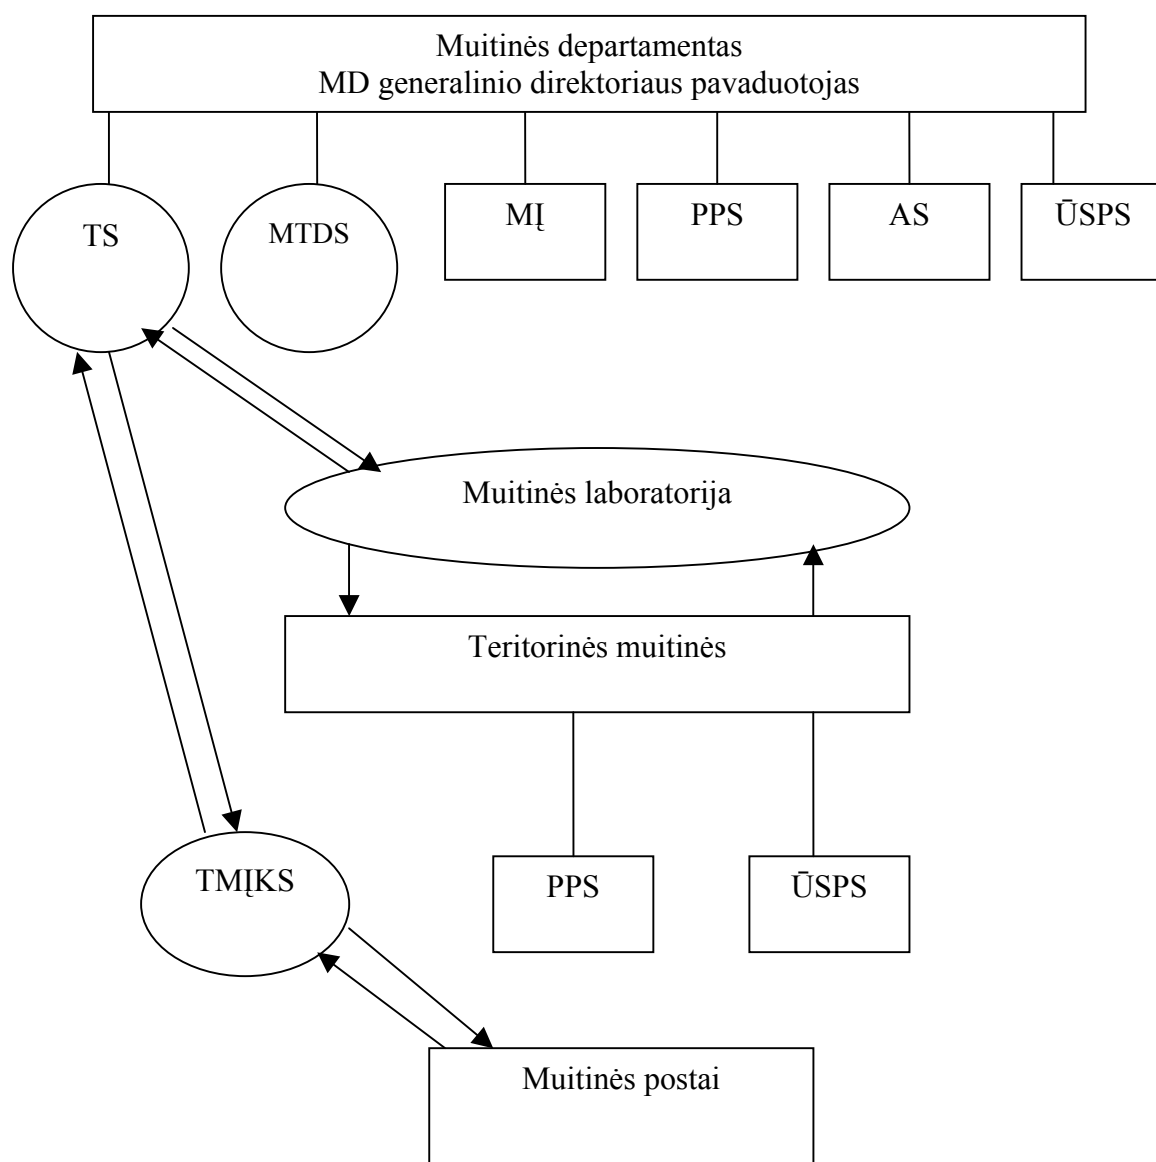 Muitinės departamentas
MD generalinio direktoriaus pavaduotojas
TS
MTDS
MĮ
PPS
AS
ŪSPS
Muitinės laboratorija
Teritorinės muitinės
TMĮKS
PPS
ŪSPS
Muitinės postai